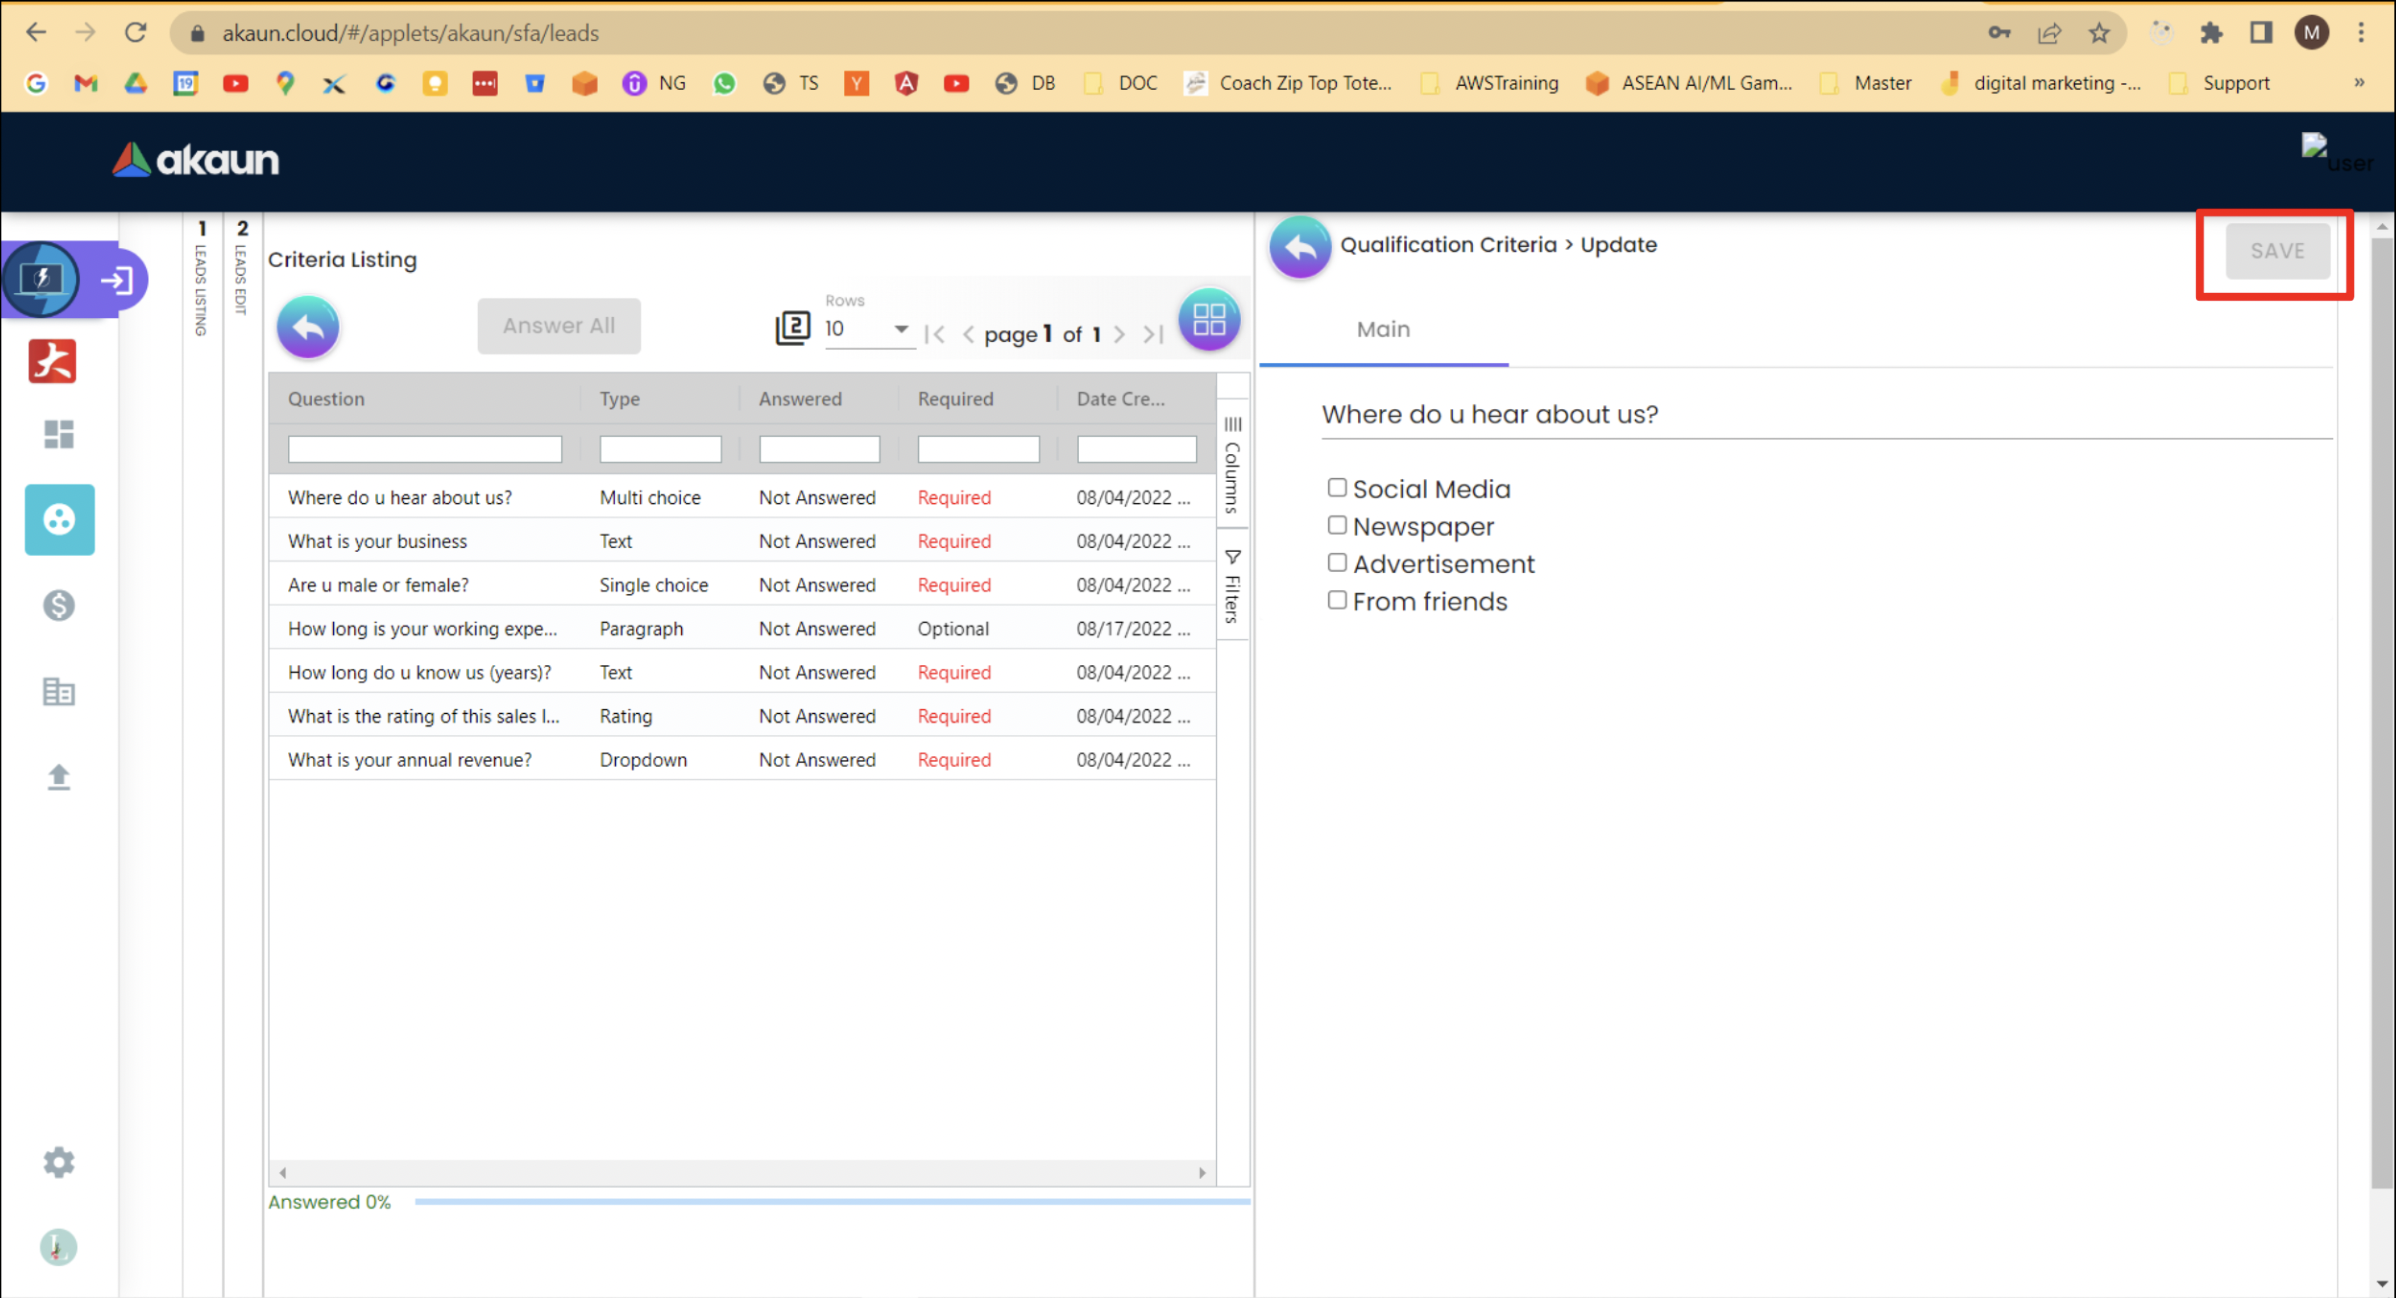 akaun.cloud/#/applets/akaun/sfa/leads
M
19
NG
TS
Y
DB
DOC
Coach Zip Top Tote...
AWSTraining
ASEAN AI/ML Gam...
Master
digital marketing -...
Support
»
akaun
user
1
LEADS LISTING
2
LEADS EDIT
Criteria Listing
Answer All
2
Rows
10
page 1 of 1
Question Type Answered Required Date Cre...
Where do u hear about us? Multi choice Not Answered Required 08/04/2022 ...
What is your business Text Not Answered Required 08/04/2022 ...
Are u male or female? Single choice Not Answered Required 08/04/2022 ...
How long is your working expe... Paragraph Not Answered Optional 08/17/2022 ...
How long do u know us (years)? Text Not Answered Required 08/04/2022 ...
What is the rating of this sales l... Rating Not Answered Required 08/04/2022 ...
What is your annual revenue? Dropdown Not Answered Required 08/04/2022 ...
Columns
Filters
Answered 0%
Qualification Criteria > Update
SAVE
Main
Where do u hear about us?
Social Media
Newspaper
Advertisement
From friends